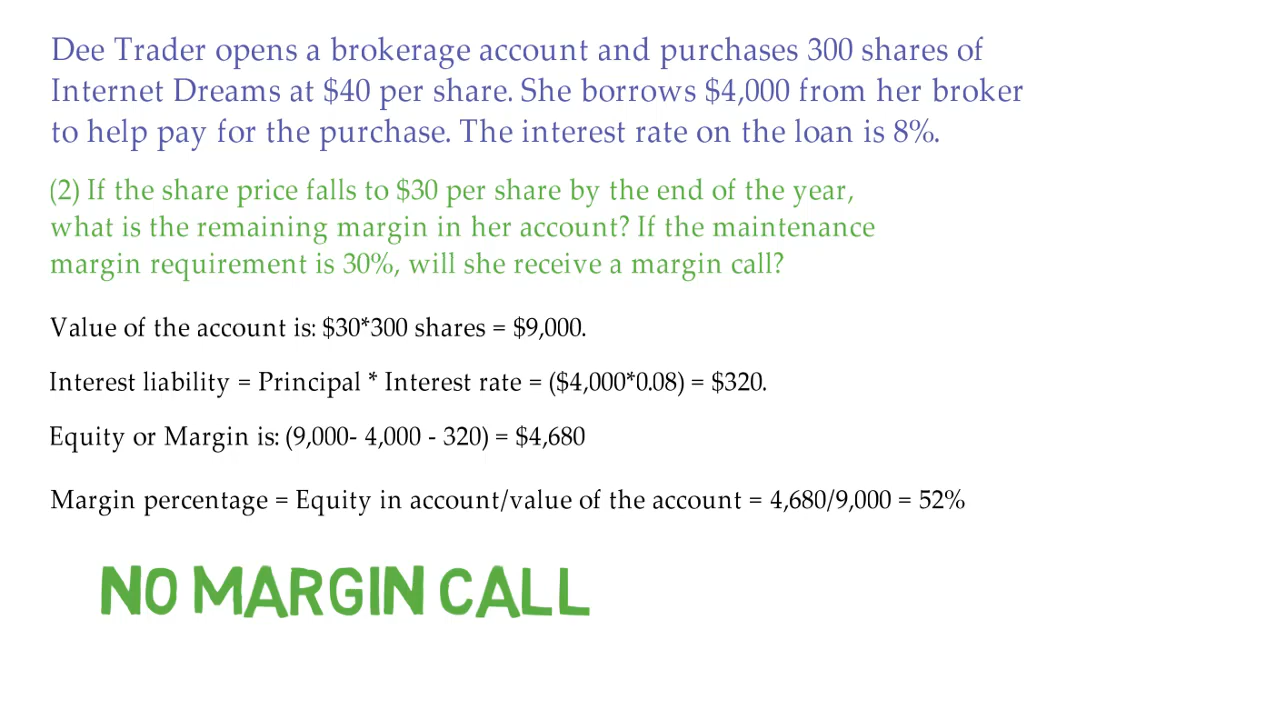 Dee Trader opens a brokerage account and purchases 300 shares of
Internet Dreams at $40 per share. She borrows $4,000 from her broker
to help pay for the purchase. The interest rate on the loan is 8%.
(2) If the share price falls to $30 per share by the end of the year,
what is the remaining margin in her account? If the maintenance
margin requirement is 30%, will she receive a margin call?
Value of the account is: $30*300 shares = $9,000.
Interest liability = Principal * Interest rate = ($4,000*0.08) = $320.
Equity or Margin is: (9,000- 4,000 - 320) = $4,680
Margin percentage = Equity in account/value of the account = 4,680/9,000 = 52%
NO MARGIN CALL